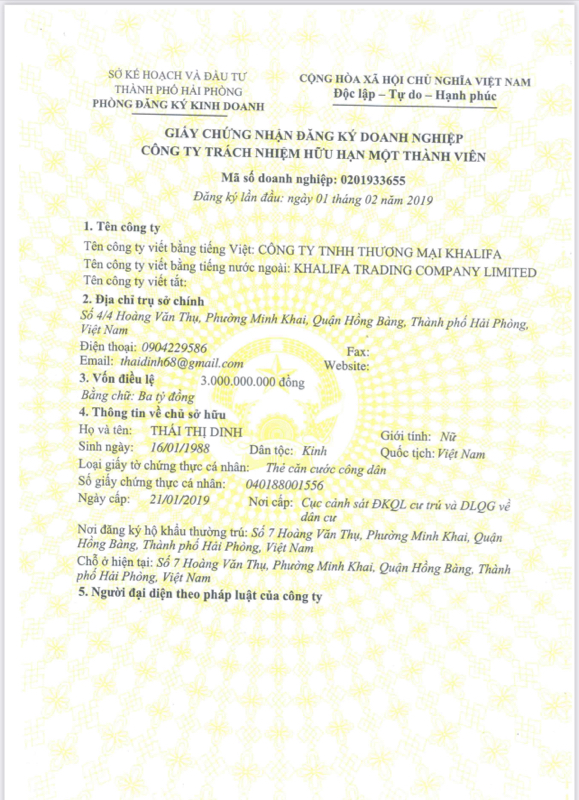 SỞ KẾ HOẠCH VÀ ĐẦU TƯ
THÀNH PHỐ HẢI PHÒNG
PHÒNG ĐĂNG KÝ KINH DOANH
CỘNG HÒA XÃ HỘI CHỦ NGHĨA VIỆT NAM
Độc lập – Tự do – Hạnh phúc
GIẤY CHỨNG NHẬN ĐĂNG KÝ DOANH NGHIỆP
CÔNG TY TRÁCH NHIỆM HỮU HẠN MỘT THÀNH VIÊN
Mã số doanh nghiệp: 0201933655
Đăng ký lần đầu: ngày 01 tháng 02 năm 2019
1. Tên công ty
Tên công ty viết bằng tiếng Việt: CÔNG TY TNHH THƯƠNG MẠI KHALIFA
Tên công ty viết bằng tiếng nước ngoài: KHALIFA TRADING COMPANY LIMITED
Tên công ty viết tắt:
2. Địa chỉ trụ sở chính
Số 4/4 Hoàng Văn Thụ, Phường Minh Khai, Quận Hồng Bàng, Thành phố Hải Phòng,
Việt Nam
Điện thoại: 0904229586 Fax:
Email: thaidinh68@gmail.com Website:
3. Vốn điều lệ 3.000.000.000 đồng
Bằng chữ: Ba tỷ đồng
4. Thông tin về chủ sở hữu
Họ và tên: THÁI THỊ DINH Giới tính: Nữ
Sinh ngày: 16/01/1988 Dân tộc: Kinh Quốc tịch: Việt Nam
Loại giấy tờ chứng thực cá nhân: Thẻ căn cước công dân
Số giấy chứng thực cá nhân: 040188001556
Ngày cấp: 21/01/2019 Nơi cấp: Cục cảnh sát ĐKQL cư trú và DLQG về
dân cư
Nơi đăng ký hộ khẩu thường trú: Số 7 Hoàng Văn Thụ, Phường Minh Khai, Quận
Hồng Bàng, Thành phố Hải Phòng, Việt Nam
Chỗ ở hiện tại: Số 7 Hoàng Văn Thụ, Phường Minh Khai, Quận Hồng Bàng, Thành
phố Hải Phòng, Việt Nam
5. Người đại diện theo pháp luật của công ty